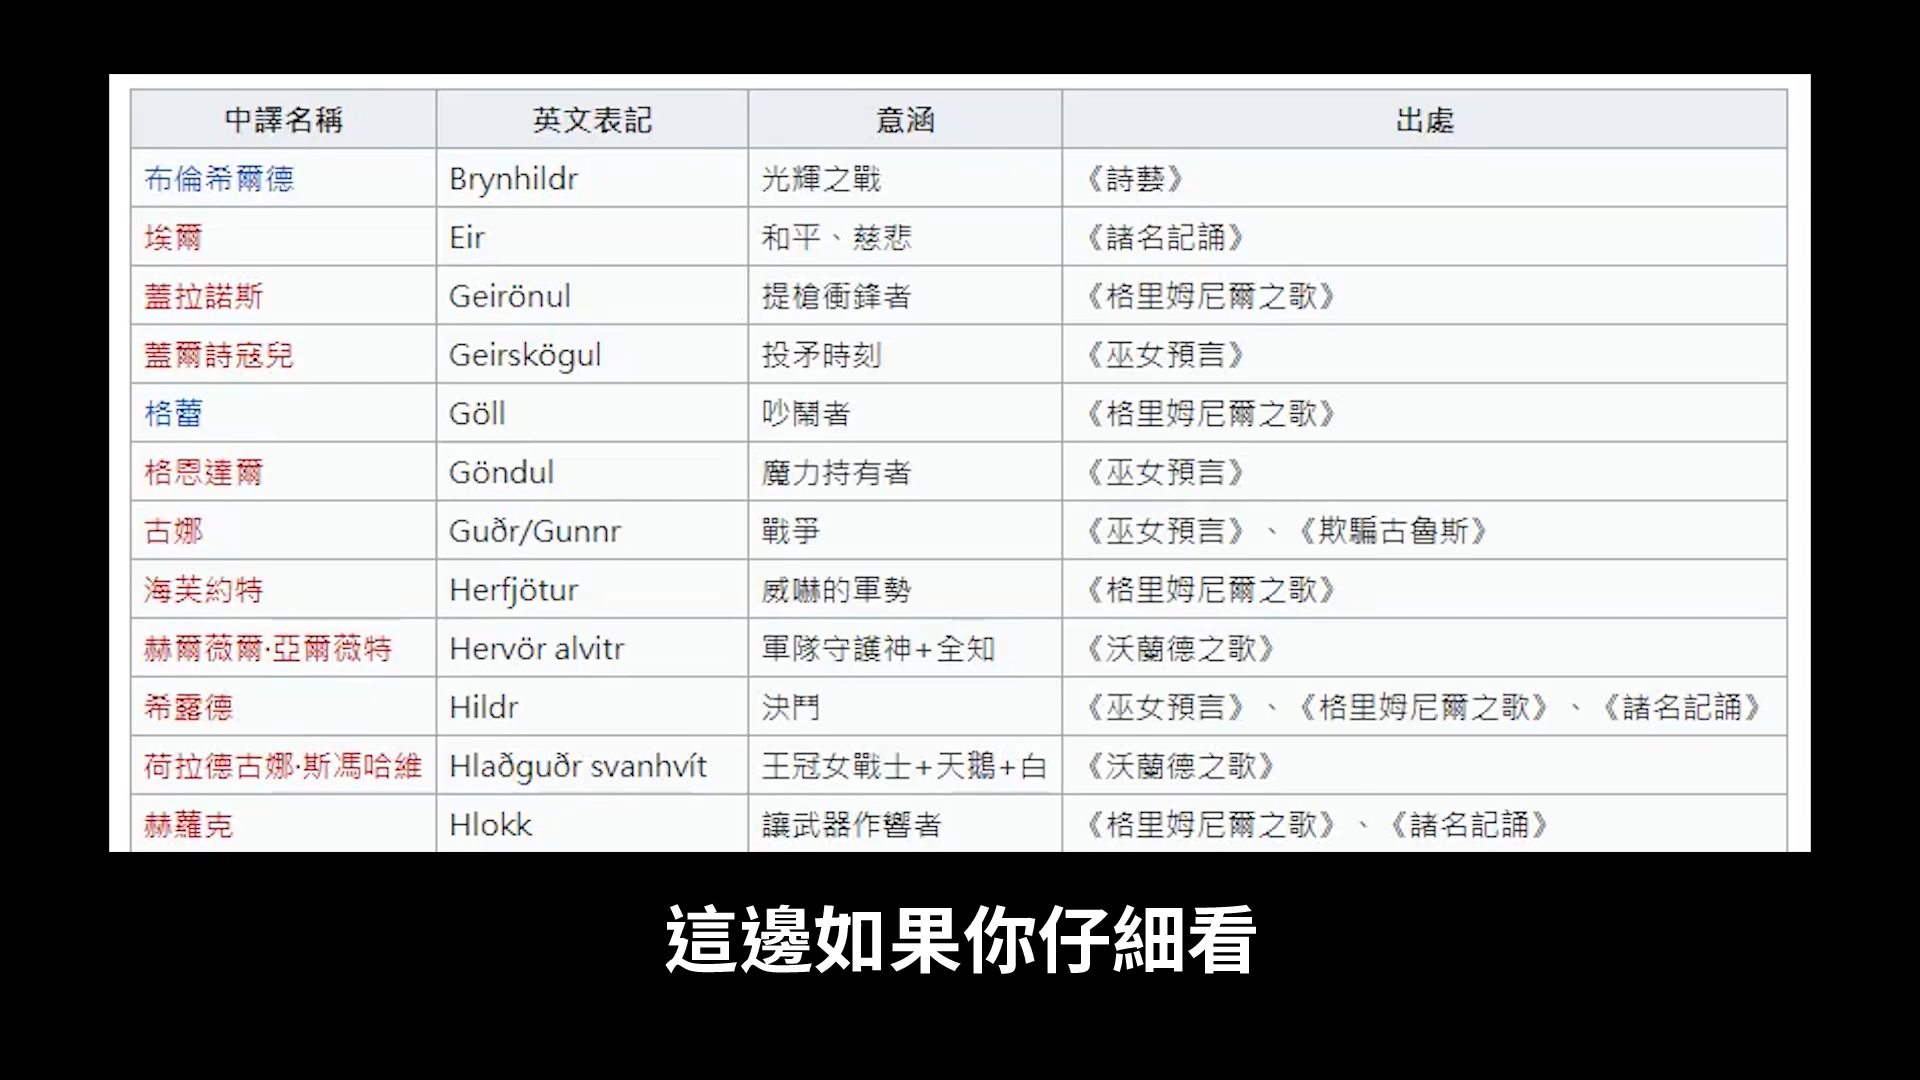 中譯名稱 英文表記 意涵 出處
布倫希爾德 Brynhildr 光輝之戰 《詩藝》
埃爾 Eir 和平、慈悲 《諸名記誦》
蓋拉諾斯 Geirönul 提槍衝鋒者 《格里姆尼爾之歌》
蓋爾詩寇兒 Geirskögul 投矛時刻 《巫女預言》
格蕾 Göll 吵鬧者 《格里姆尼爾之歌》
格恩達爾 Göndul 魔力持有者 《巫女預言》
古娜 Guðr/Gunnr 戰爭 《巫女預言》、《欺騙古魯斯》
海芙約特 Herfjötur 威嚇的軍勢 《格里姆尼爾之歌》
赫爾薇爾·亞爾薇特 Hervör alvitr 軍隊守護神+全知 《沃蘭德之歌》
希露德 Hildr 決鬥 《巫女預言》、《格里姆尼爾之歌》、《諸名記誦》
荷拉德古娜·斯馮哈維 Hlaðguðr svanhvít 王冠女戰士+天鵝+白 《沃蘭德之歌》
赫蘿克 Hlokk 讓武器作響者 《格里姆尼爾之歌》、《諸名記誦》
這邊如果你仔細看